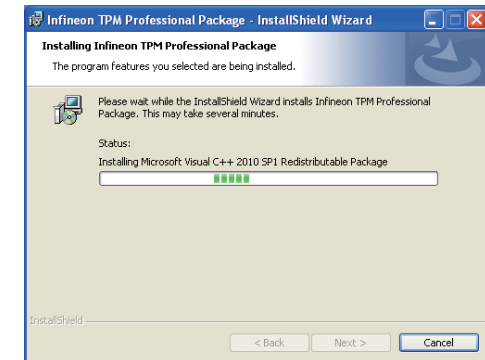 Infineon TPM Professional Package - InstallShield Wizard
Installing Infineon TPM Professional Package
The program features you selected are being installed.
Please wait while the InstallShield Wizard installs Infineon TPM Professional
Package. This may take several minutes.
Status:
Installing Microsoft Visual C++ 2010 SP1 Redistributable Package
InstallShield
< Back Next > Cancel